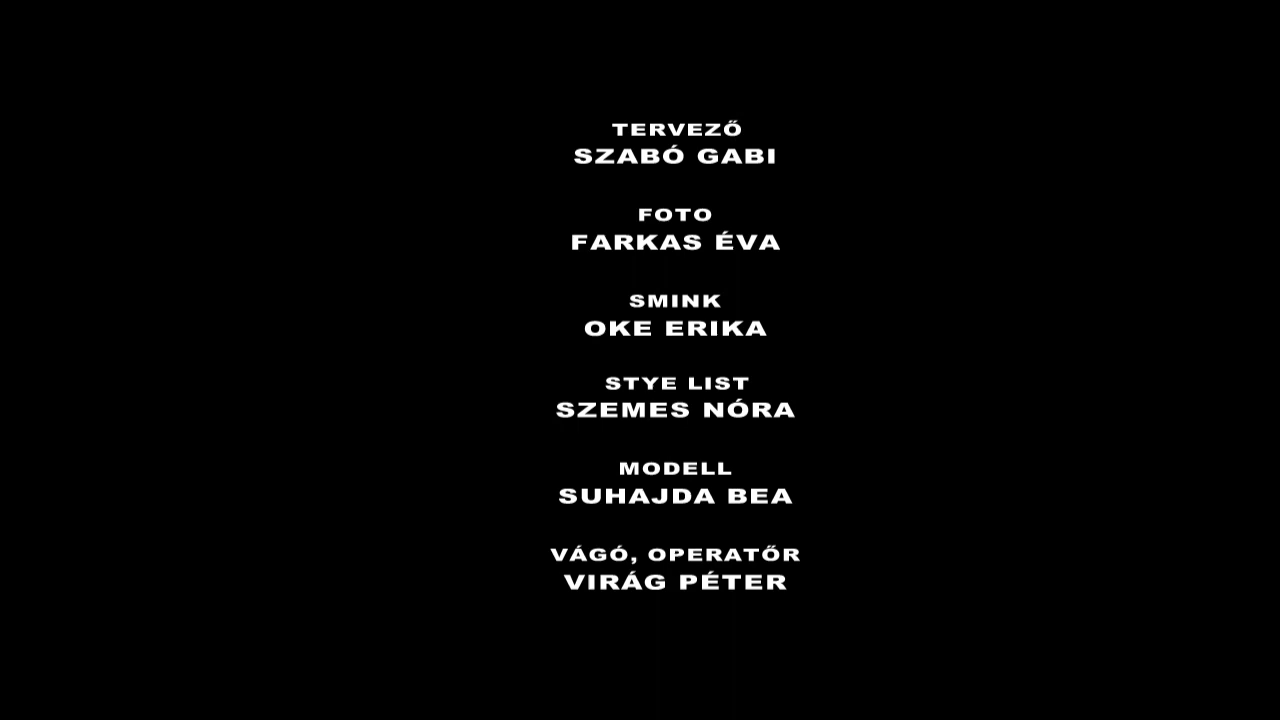 TERVEZŐ
SZABÓ GABI
FOTO
FARKAS ÉVA
SMINK
OKE ERIKA
STYE LIST
SZEMES NÓRA
MODELL
SUHAJDA BEA
VÁGÓ, OPERATŐR
VIRÁG PÉTER